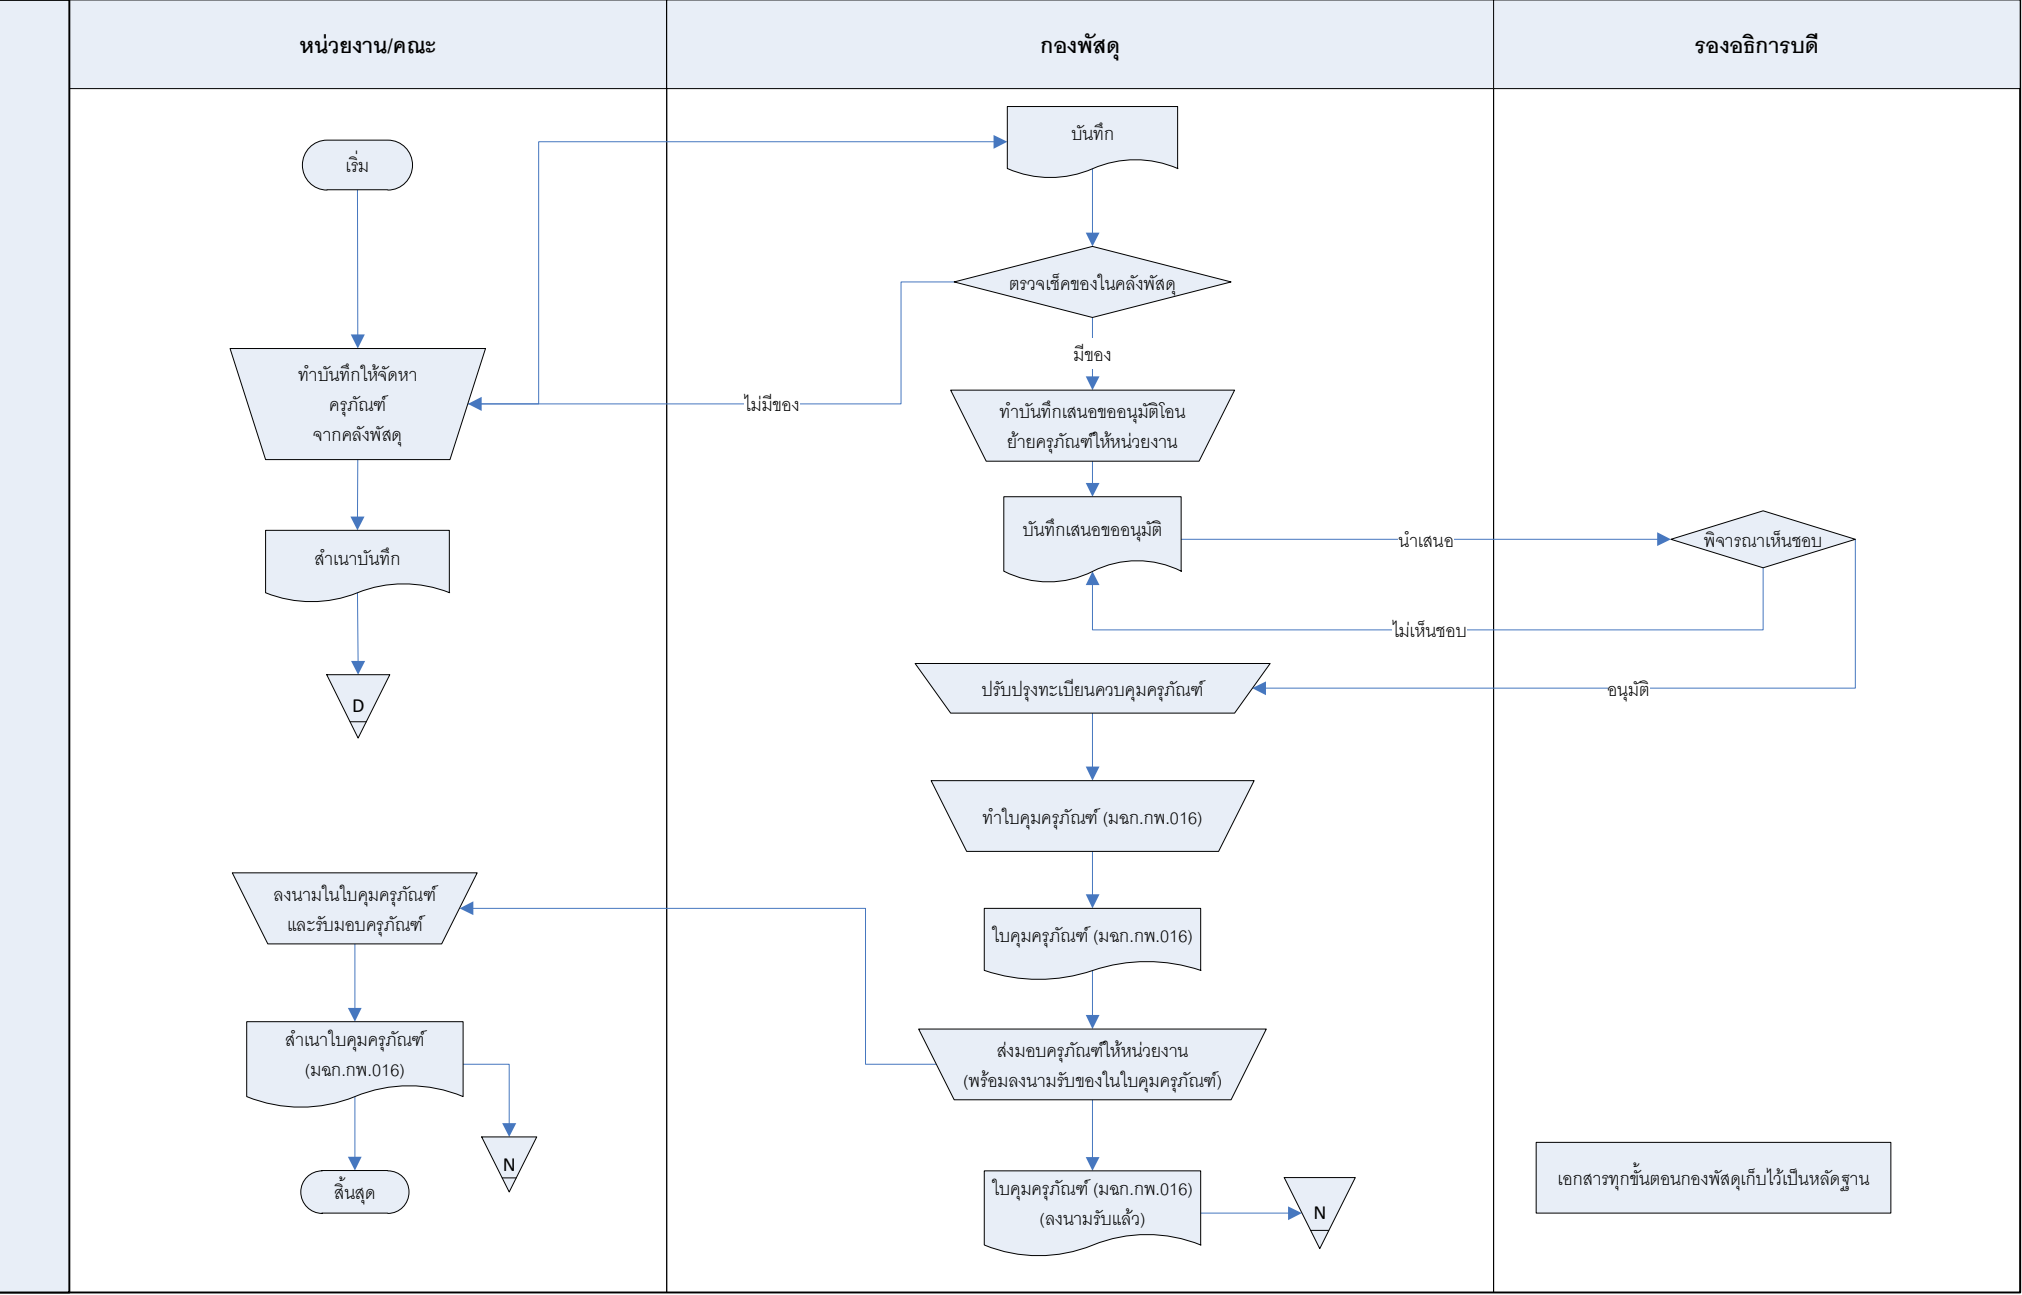 หน่วยงาน/คณะ
กองพัสดุ
รองอธิการบดี
เริ่ม
บันทึก
ตรวจเช็คของในคลังพัสดุ
มีของ
ไม่มีของ
ทำบันทึกให้จัดหา
ครุภัณฑ์
จากคลังพัสดุ
ทำบันทึกเสนอขออนุมัติโอน
ย้ายครุภัณฑ์ให้หน่วยงาน
สำเนาบันทึก
บันทึกเสนอขออนุมัติ
นำเสนอ
พิจารณาเห็นชอบ
ไม่เห็นชอบ
D
ปรับปรุงทะเบียนควบคุมครุภัณฑ์
อนุมัติ
ทำใบคุมครุภัณฑ์ (มฉก.กพ.016)
ลงนามในใบคุมครุภัณฑ์
และรับมอบครุภัณฑ์
ใบคุมครุภัณฑ์ (มฉก.กพ.016)
สำเนาใบคุมครุภัณฑ์
(มฉก.กพ.016)
ส่งมอบครุภัณฑ์ให้หน่วยงาน
(พร้อมลงนามรับของในใบคุมครุภัณฑ์)
N
สิ้นสุด
ใบคุมครุภัณฑ์ (มฉก.กพ.016)
(ลงนามรับแล้ว)
N
เอกสารทุกขั้นตอนกองพัสดุเก็บไว้เป็นหลัดฐาน